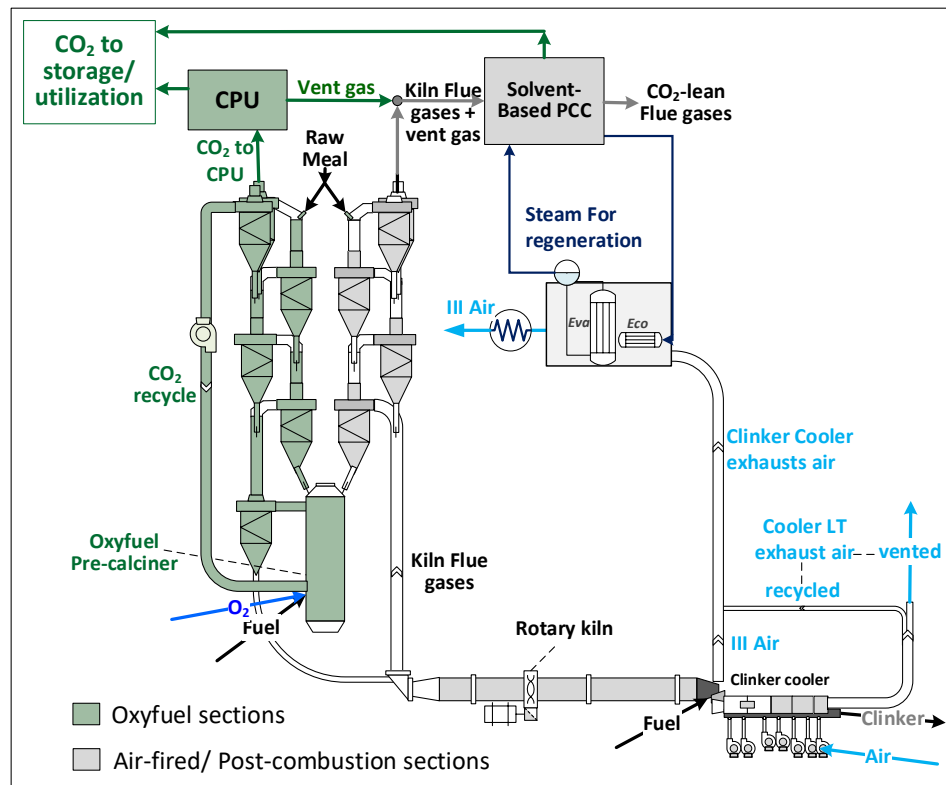 CO₂ to
storage/
utilization
CPU
Vent gas
Kiln Flue
gases +
vent gas
Solvent-
Based PCC
CO₂-lean
Flue gases
CO₂ to
CPU
Raw
Meal
Steam For
regeneration
III Air
Eva
Eco
CO₂
recycle
Clinker Cooler
exhausts air
Oxyfuel
Pre-calciner
O₂
Fuel
Kiln Flue
gases
Cooler LT
exhaust air
vented
recycled
Rotary kiln
III Air
Clinker cooler
Fuel
Clinker
Air
Oxyfuel sections
Air-fired/ Post-combustion sections